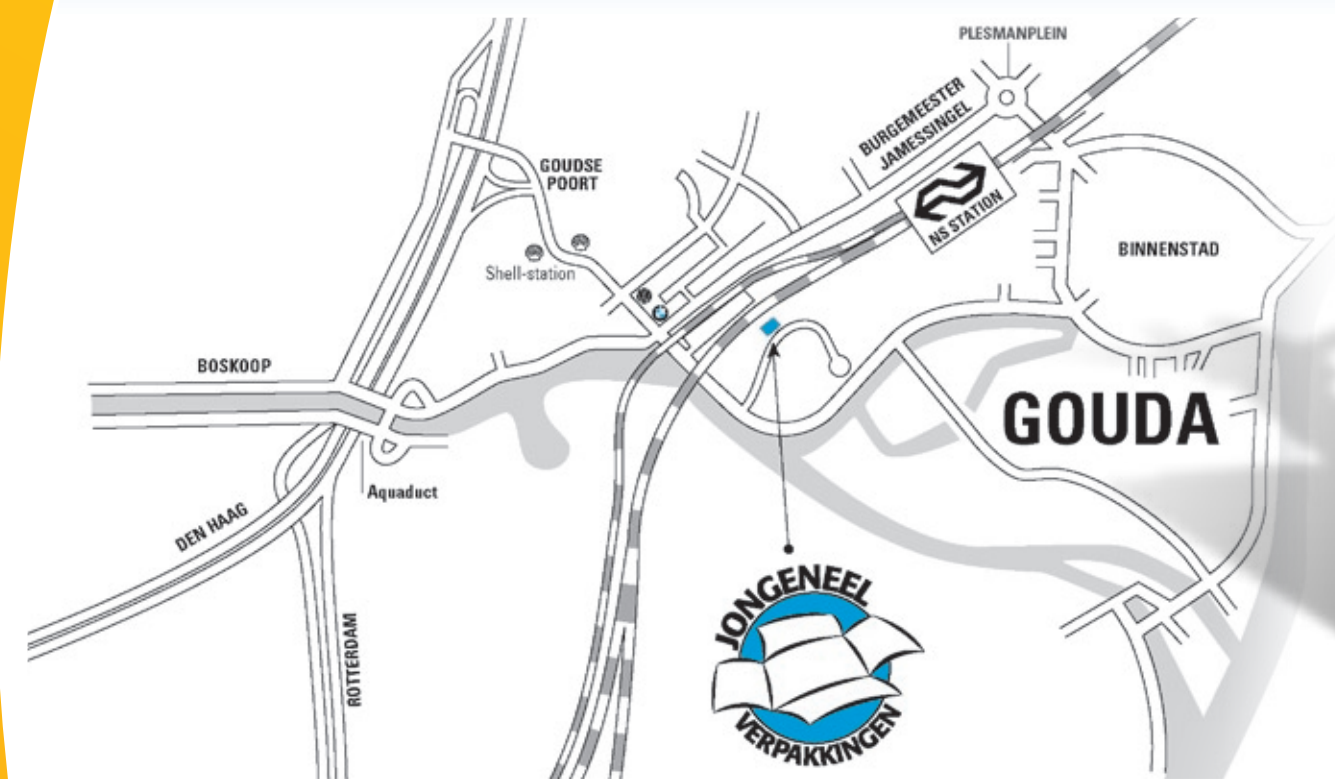 PLESMANPLEIN
BURGEMEESTER
JAMESSINGEL
GOUDSE
POORT
NS STATION
BINNENSTAD
Shell-station
BOSKOOP
GOUDA
Aquaduct
DEN HAAG
ROTTERDAM
JONGENEEL
VERPAKKINGEN